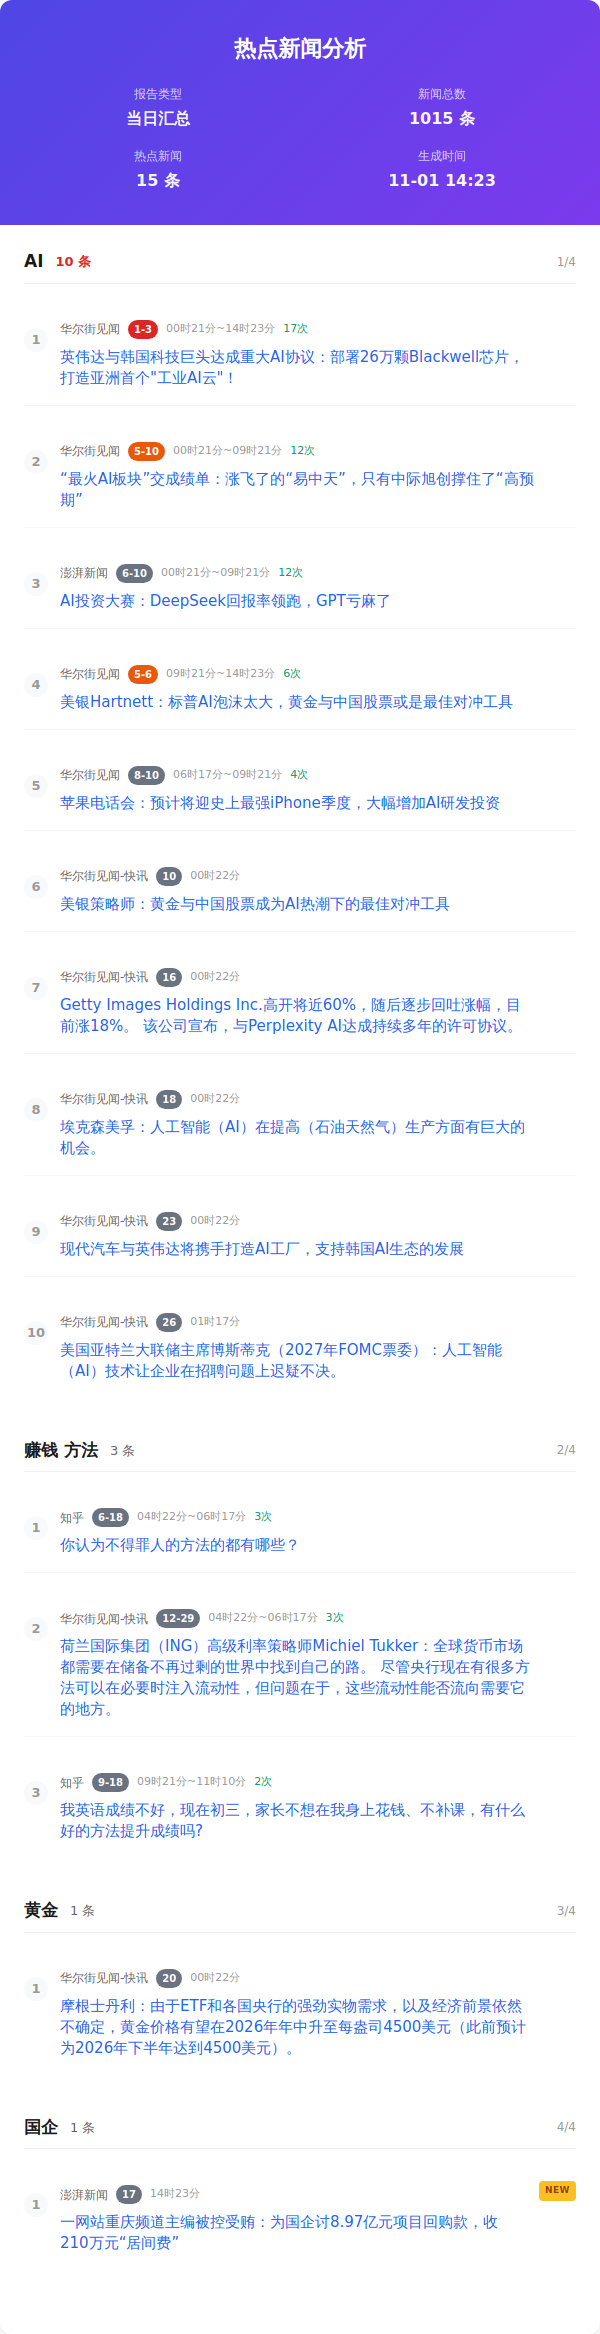 热点新闻分析
报告类型
新闻总数
当日汇总
1015 条
热点新闻
生成时间
15 条
11-01 14:23
AI 10 条 1/4
1
华尔街见闻 1-3 00时21分~14时23分 17次
英伟达与韩国科技巨头达成重大AI协议：部署26万颗Blackwell芯片，
打造亚洲首个"工业AI云"！
2
华尔街见闻 5-10 00时21分~09时21分 12次
“最火AI板块”交成绩单：涨飞了的“易中天”，只有中际旭创撑住了“高预
期”
3
澎湃新闻 6-10 00时21分~09时21分 12次
AI投资大赛：DeepSeek回报率领跑，GPT亏麻了
4
华尔街见闻 5-6 09时21分~14时23分 6次
美银Hartnett：标普AI泡沫太大，黄金与中国股票或是最佳对冲工具
5
华尔街见闻 8-10 06时17分~09时21分 4次
苹果电话会：预计将迎史上最强iPhone季度，大幅增加AI研发投资
6
华尔街见闻-快讯 10 00时22分
美银策略师：黄金与中国股票成为AI热潮下的最佳对冲工具
7
华尔街见闻-快讯 16 00时22分
Getty Images Holdings Inc.高开将近60%，随后逐步回吐涨幅，目
前涨18%。 该公司宣布，与Perplexity AI达成持续多年的许可协议。
8
华尔街见闻-快讯 18 00时22分
埃克森美孚：人工智能（AI）在提高（石油天然气）生产方面有巨大的
机会。
9
华尔街见闻-快讯 23 00时22分
现代汽车与英伟达将携手打造AI工厂，支持韩国AI生态的发展
10
华尔街见闻-快讯 26 01时17分
美国亚特兰大联储主席博斯蒂克（2027年FOMC票委）：人工智能
（AI）技术让企业在招聘问题上迟疑不决。
赚钱 方法 3 条 2/4
1
知乎 6-18 04时22分~06时17分 3次
你认为不得罪人的方法的都有哪些？
2
华尔街见闻-快讯 12-29 04时22分~06时17分 3次
荷兰国际集团（ING）高级利率策略师Michiel Tukker：全球货币市场
都需要在储备不再过剩的世界中找到自己的路。 尽管央行现在有很多方
法可以在必要时注入流动性，但问题在于，这些流动性能否流向需要它
的地方。
3
知乎 9-18 09时21分~11时10分 2次
我英语成绩不好，现在初三，家长不想在我身上花钱、不补课，有什么
好的方法提升成绩吗?
黄金 1 条 3/4
1
华尔街见闻-快讯 20 00时22分
摩根士丹利：由于ETF和各国央行的强劲实物需求，以及经济前景依然
不确定，黄金价格有望在2026年年中升至每盎司4500美元（此前预计
为2026年下半年达到4500美元）。
国企 1 条 4/4
1
澎湃新闻 17 14时23分 NEW
一网站重庆频道主编被控受贿：为国企讨8.97亿元项目回购款，收
210万元“居间费”